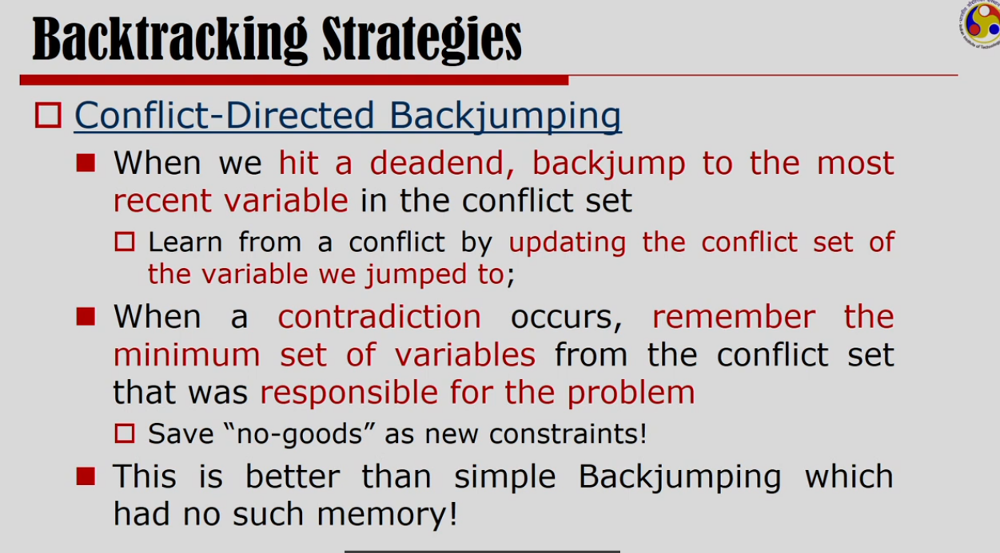 Backtracking Strategies
Conflict-Directed Backjumping
When we hit a deadend, backjump to the most
recent variable in the conflict set
Learn from a conflict by updating the conflict set of
the variable we jumped to;
When a contradiction occurs, remember the
minimum set of variables from the conflict set
that was responsible for the problem
Save “no-goods” as new constraints!
This is better than simple Backjumping which
had no such memory!